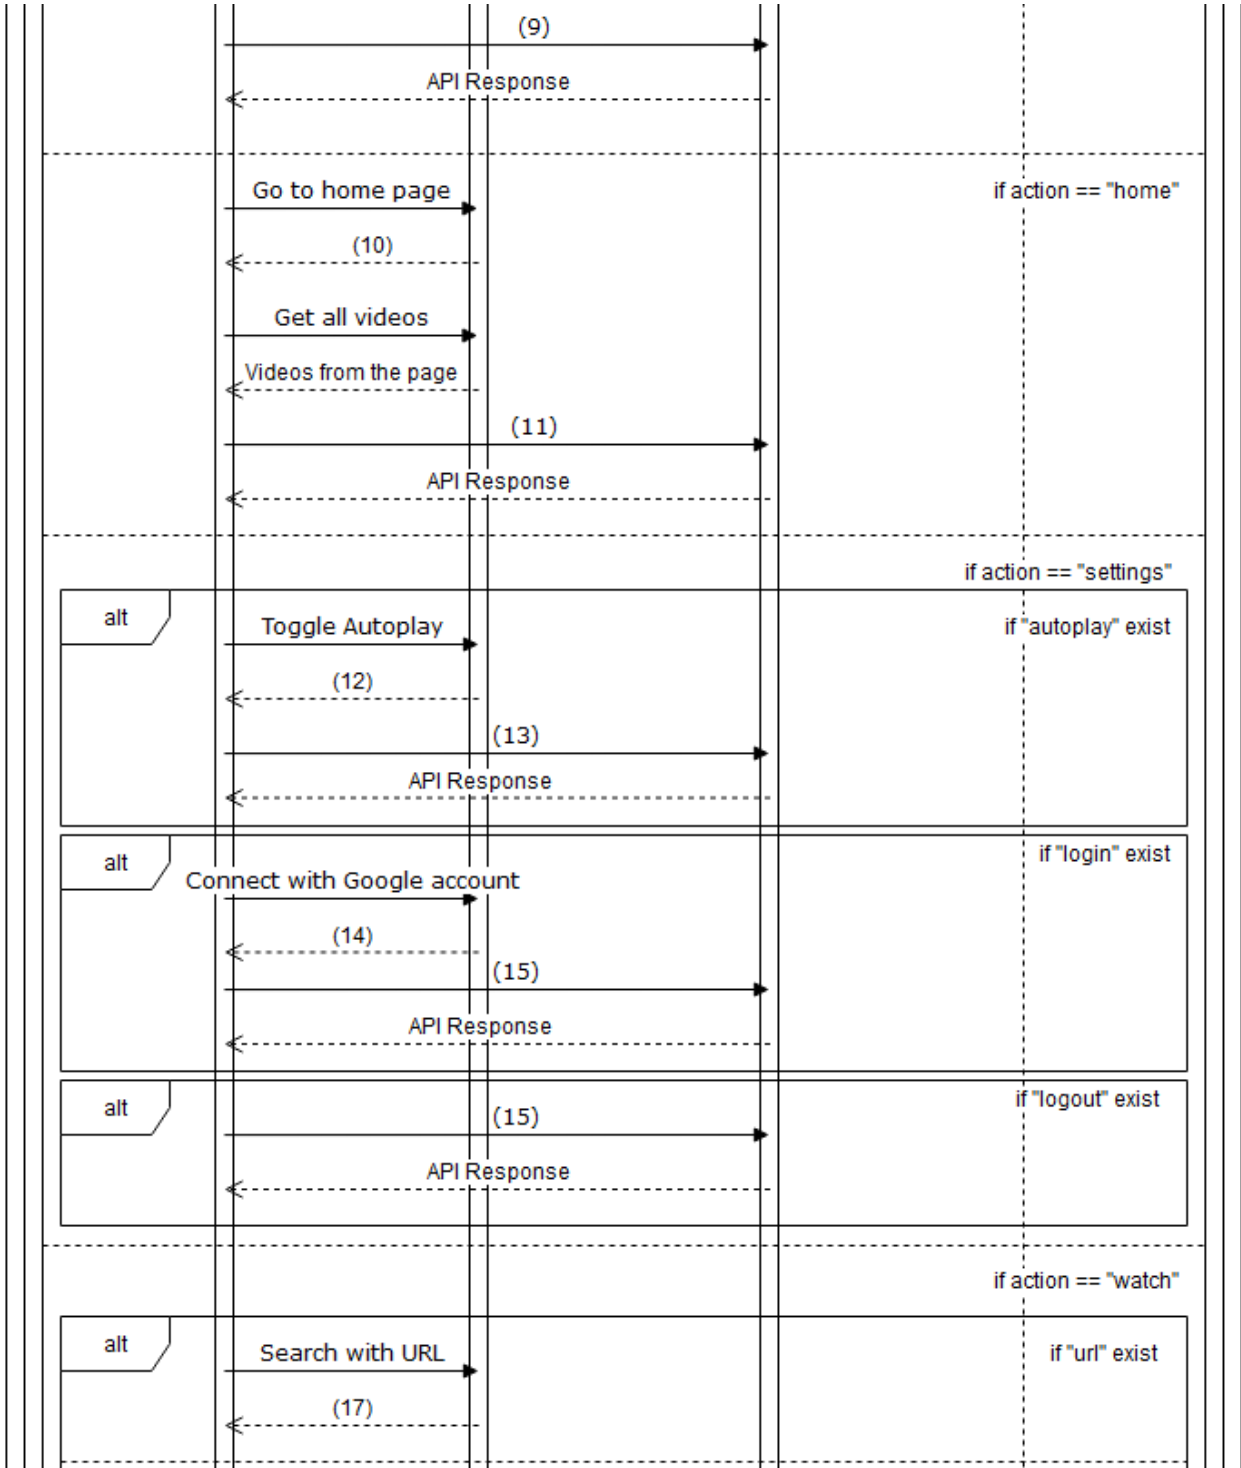 (9)
API Response
Go to home page
if action == "home"
(10)
Get all videos
Videos from the page
(11)
API Response
if action == "settings"
alt
Toggle Autoplay
if "autoplay" exist
(12)
(13)
API Response
alt
if "login" exist
Connect with Google account
(14)
(15)
API Response
alt
if "logout" exist
(15)
API Response
if action == "watch"
alt
Search with URL
if "url" exist
(17)